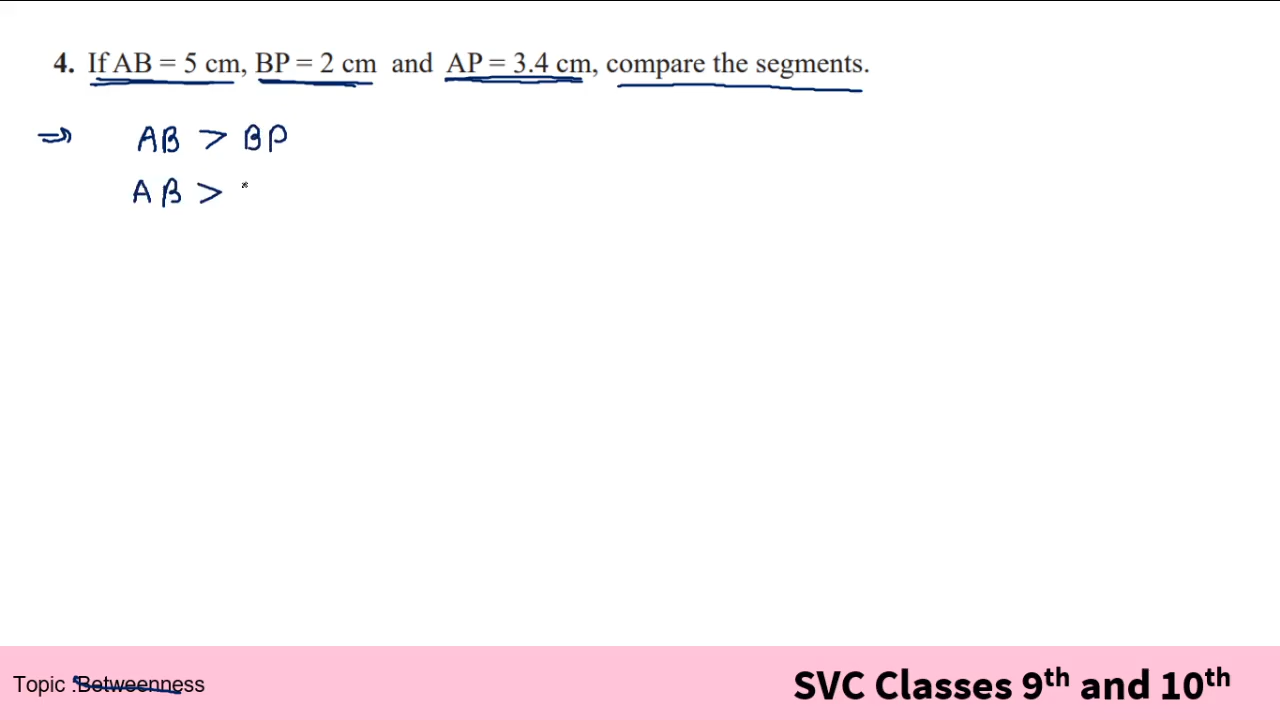 4. If AB = 5 cm, BP = 2 cm and AP = 3.4 cm, compare the segments.
⇒ AB > BP
AB >
Topic :Betweenness
SVC Classes 9th and 10th